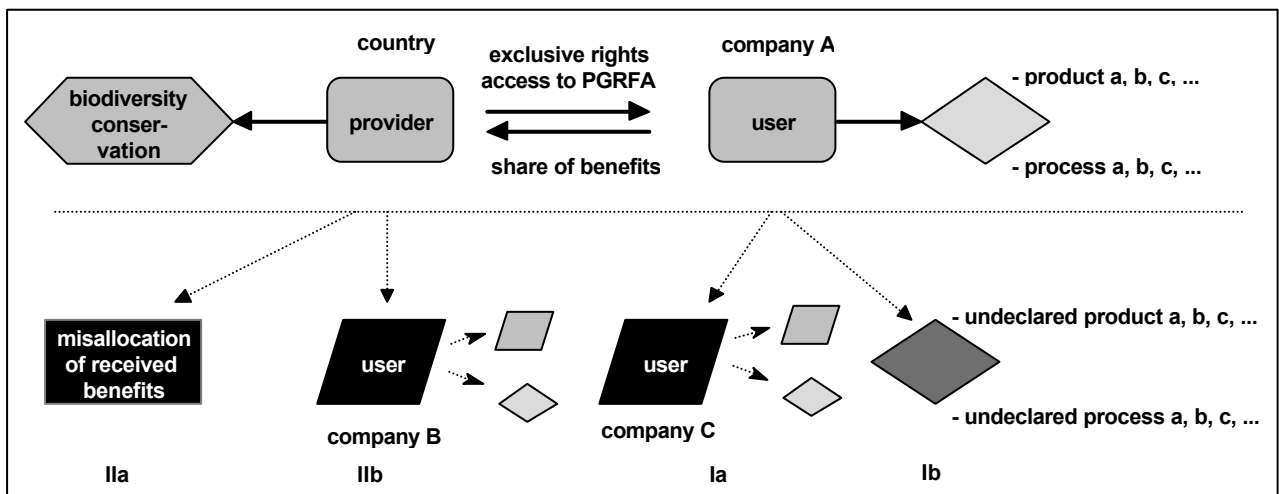 country
exclusive rights
access to PGRFA
company A
- product a, b, c, ...
biodiversity
conser-
vation
provider
user
share of benefits
- process a, b, c, ...
misallocation
of received
benefits
user
user
- undeclared product a, b, c, ...
- undeclared process a, b, c, ...
company B
company C
IIa
IIb
Ia
Ib